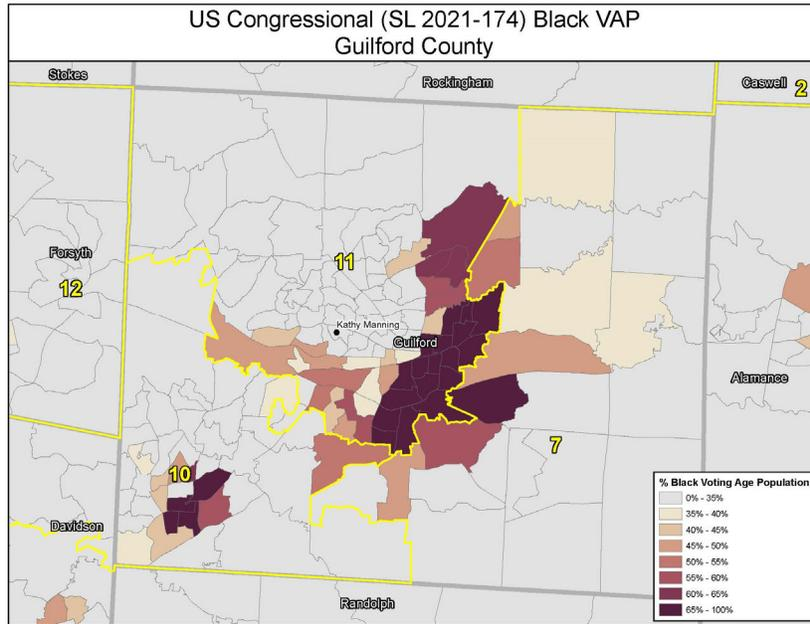 US Congressional (SL 2021-174) Black VAP
Guilford County
Stokes
Rockingham
Caswell 2
Forsyth
12
11
Kathy Manning
Guilford
Alamance
7
10
Davidson
Randolph
% Black Voting Age Population
0% - 35%
35% - 40%
40% - 45%
45% - 50%
50% - 55%
55% - 60%
60% - 65%
65% - 100%